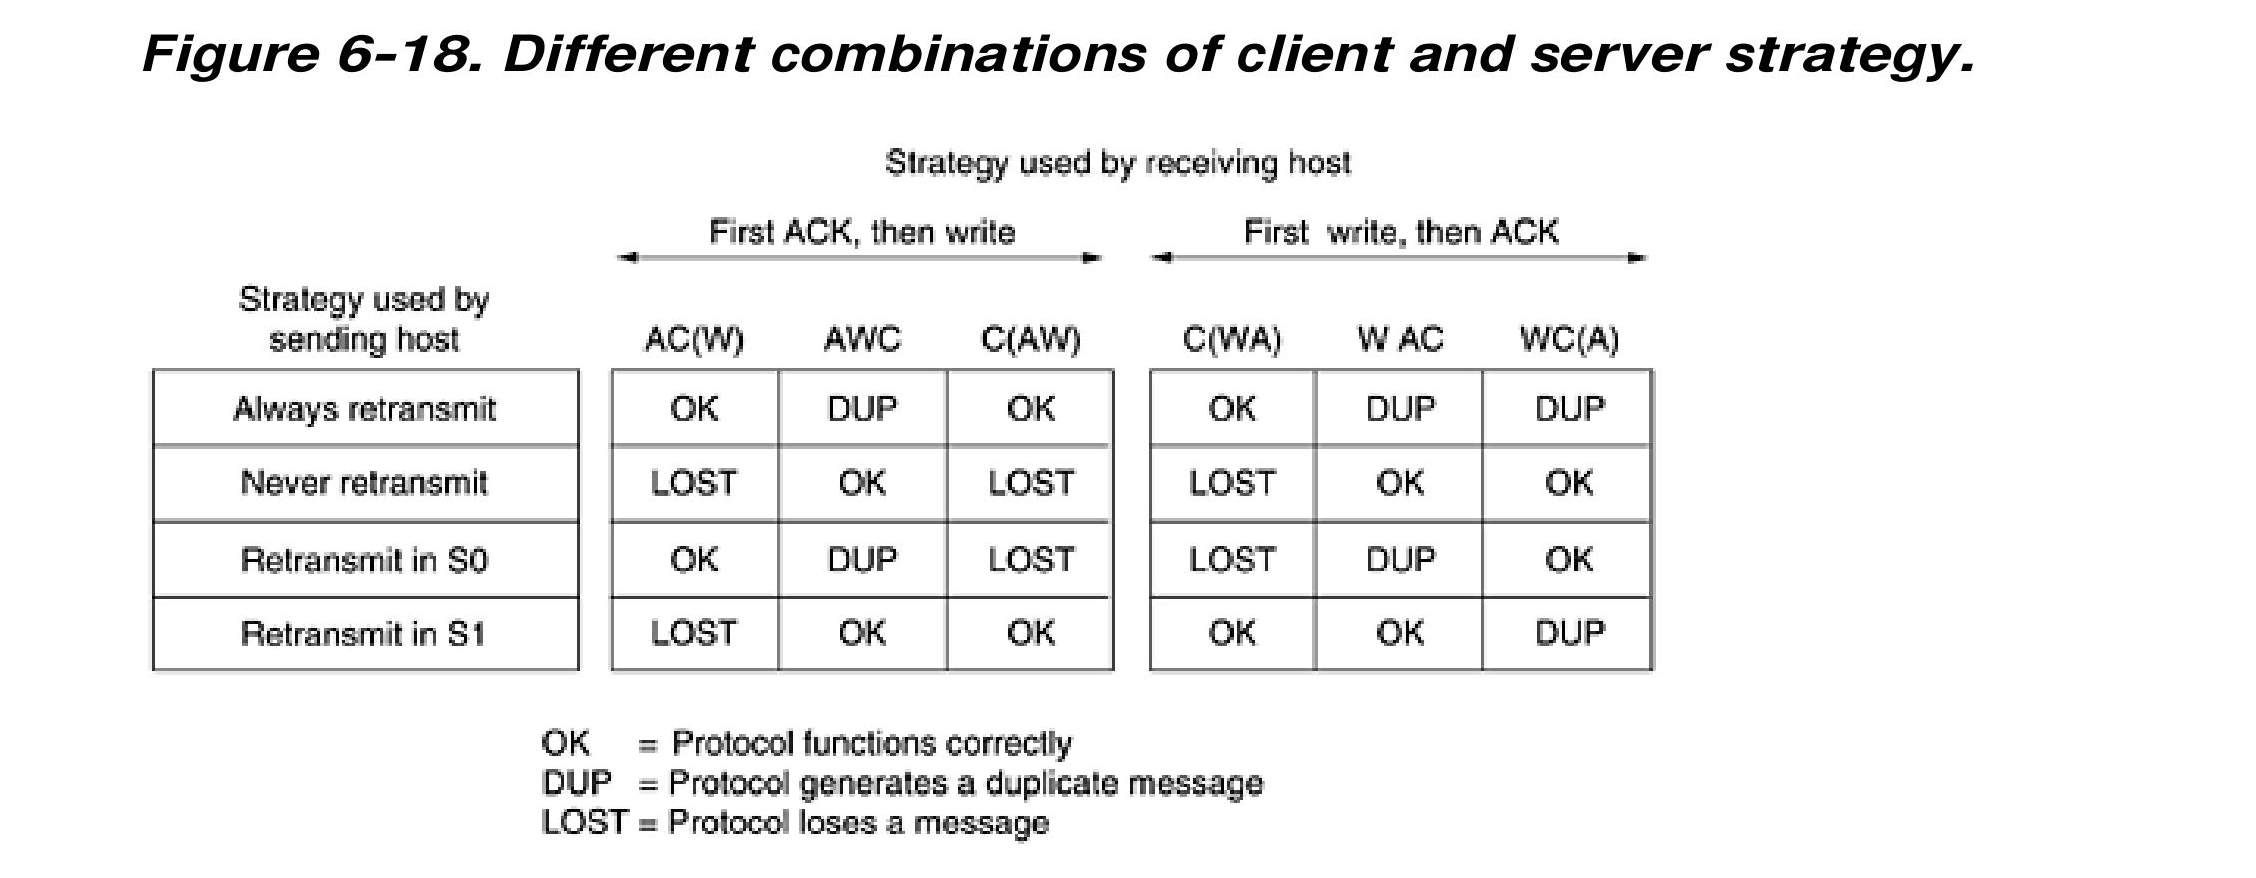 Figure 6-18. Different combinations of client and server strategy.
Strategy used by receiving host
First ACK, then write First write, then ACK
Strategy used by
sending host AC(W) AWC C(AW) C(WA) W AC WC(A)
Always retransmit OK DUP OK OK DUP DUP
Never retransmit LOST OK LOST LOST OK OK
Retransmit in S0 OK DUP LOST LOST DUP OK
Retransmit in S1 LOST OK OK OK OK DUP
OK = Protocol functions correctly
DUP = Protocol generates a duplicate message
LOST = Protocol loses a message